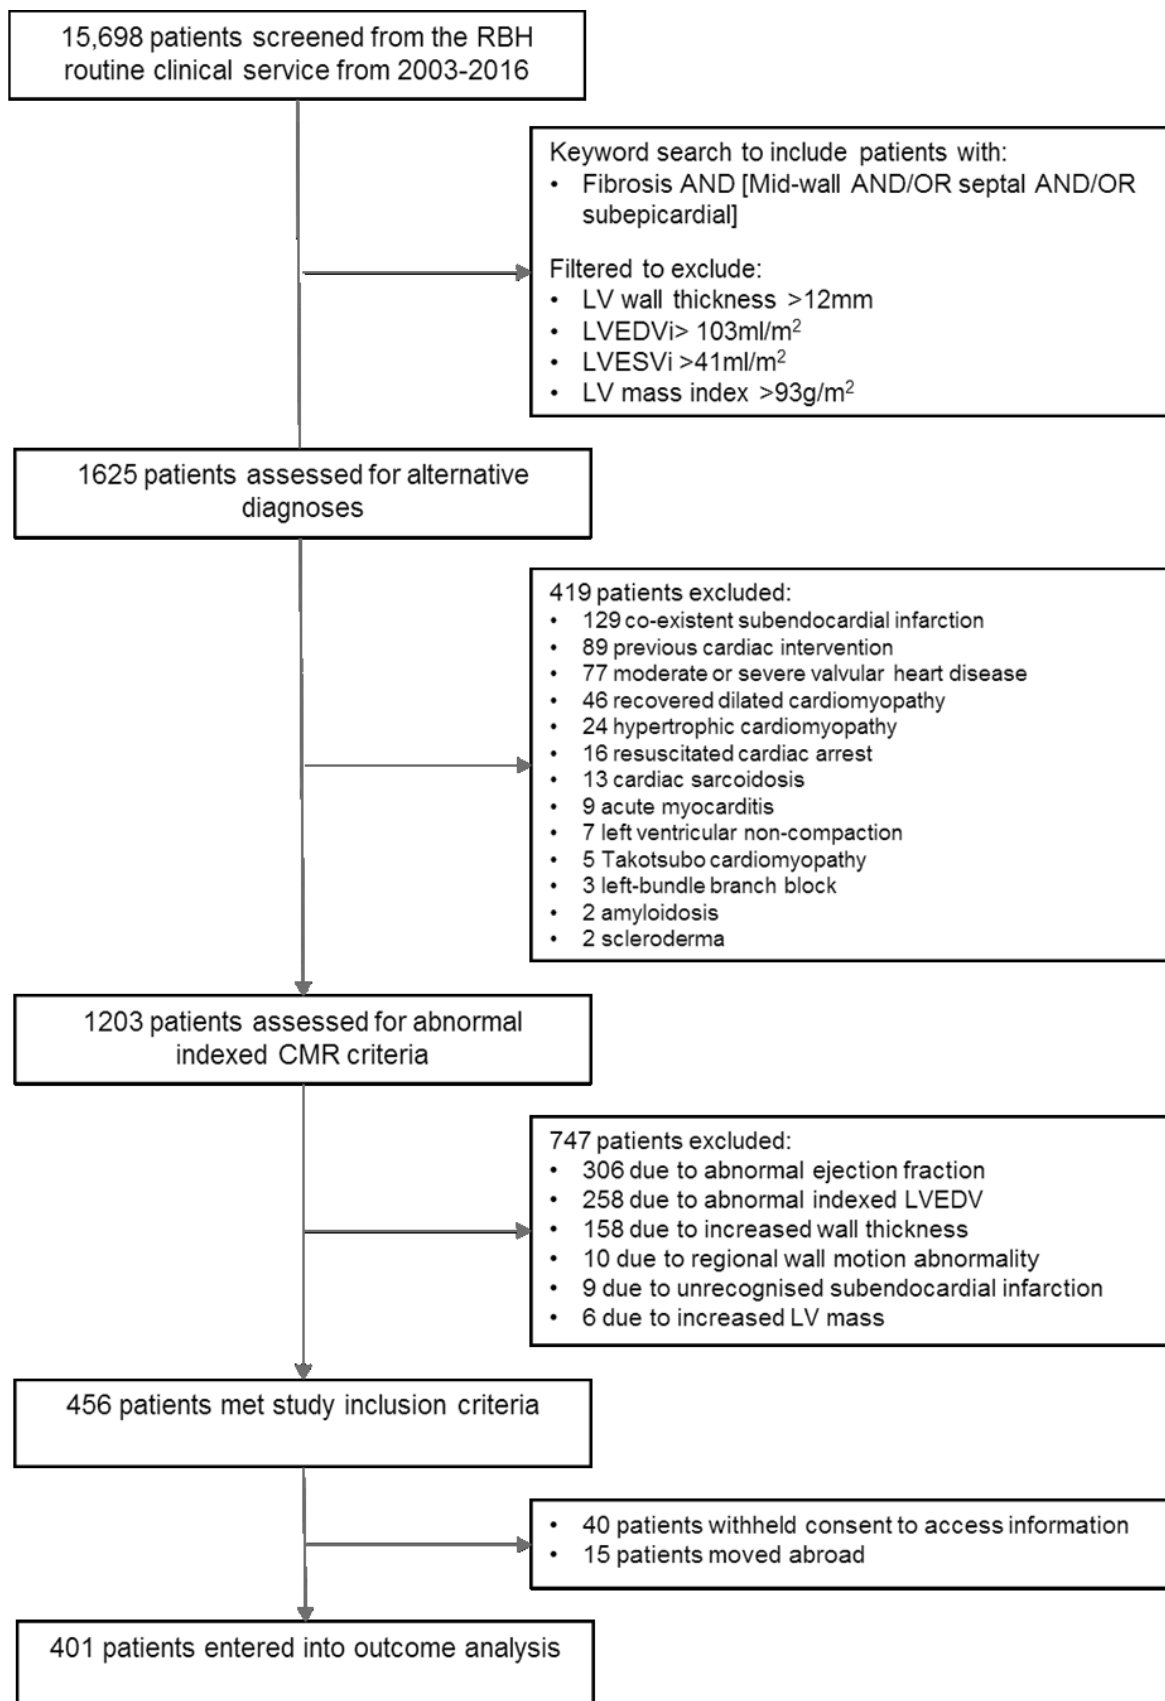 15,698 patients screened from the RBH
routine clinical service from 2003-2016
Keyword search to include patients with:
• Fibrosis AND [Mid-wall AND/OR septal AND/OR
subepicardial]
Filtered to exclude:
• LV wall thickness >12mm
• LVEDVi> 103ml/m²
• LVESVi >41ml/m²
• LV mass index >93g/m²
1625 patients assessed for alternative
diagnoses
419 patients excluded:
• 129 co-existent subendocardial infarction
• 89 previous cardiac intervention
• 77 moderate or severe valvular heart disease
• 46 recovered dilated cardiomyopathy
• 24 hypertrophic cardiomyopathy
• 16 resuscitated cardiac arrest
• 13 cardiac sarcoidosis
• 9 acute myocarditis
• 7 left ventricular non-compaction
• 5 Takotsubo cardiomyopathy
• 3 left-bundle branch block
• 2 amyloidosis
• 2 scleroderma
1203 patients assessed for abnormal
indexed CMR criteria
747 patients excluded:
• 306 due to abnormal ejection fraction
• 258 due to abnormal indexed LVEDV
• 158 due to increased wall thickness
• 10 due to regional wall motion abnormality
• 9 due to unrecognised subendocardial infarction
• 6 due to increased LV mass
456 patients met study inclusion criteria
• 40 patients withheld consent to access information
• 15 patients moved abroad
401 patients entered into outcome analysis